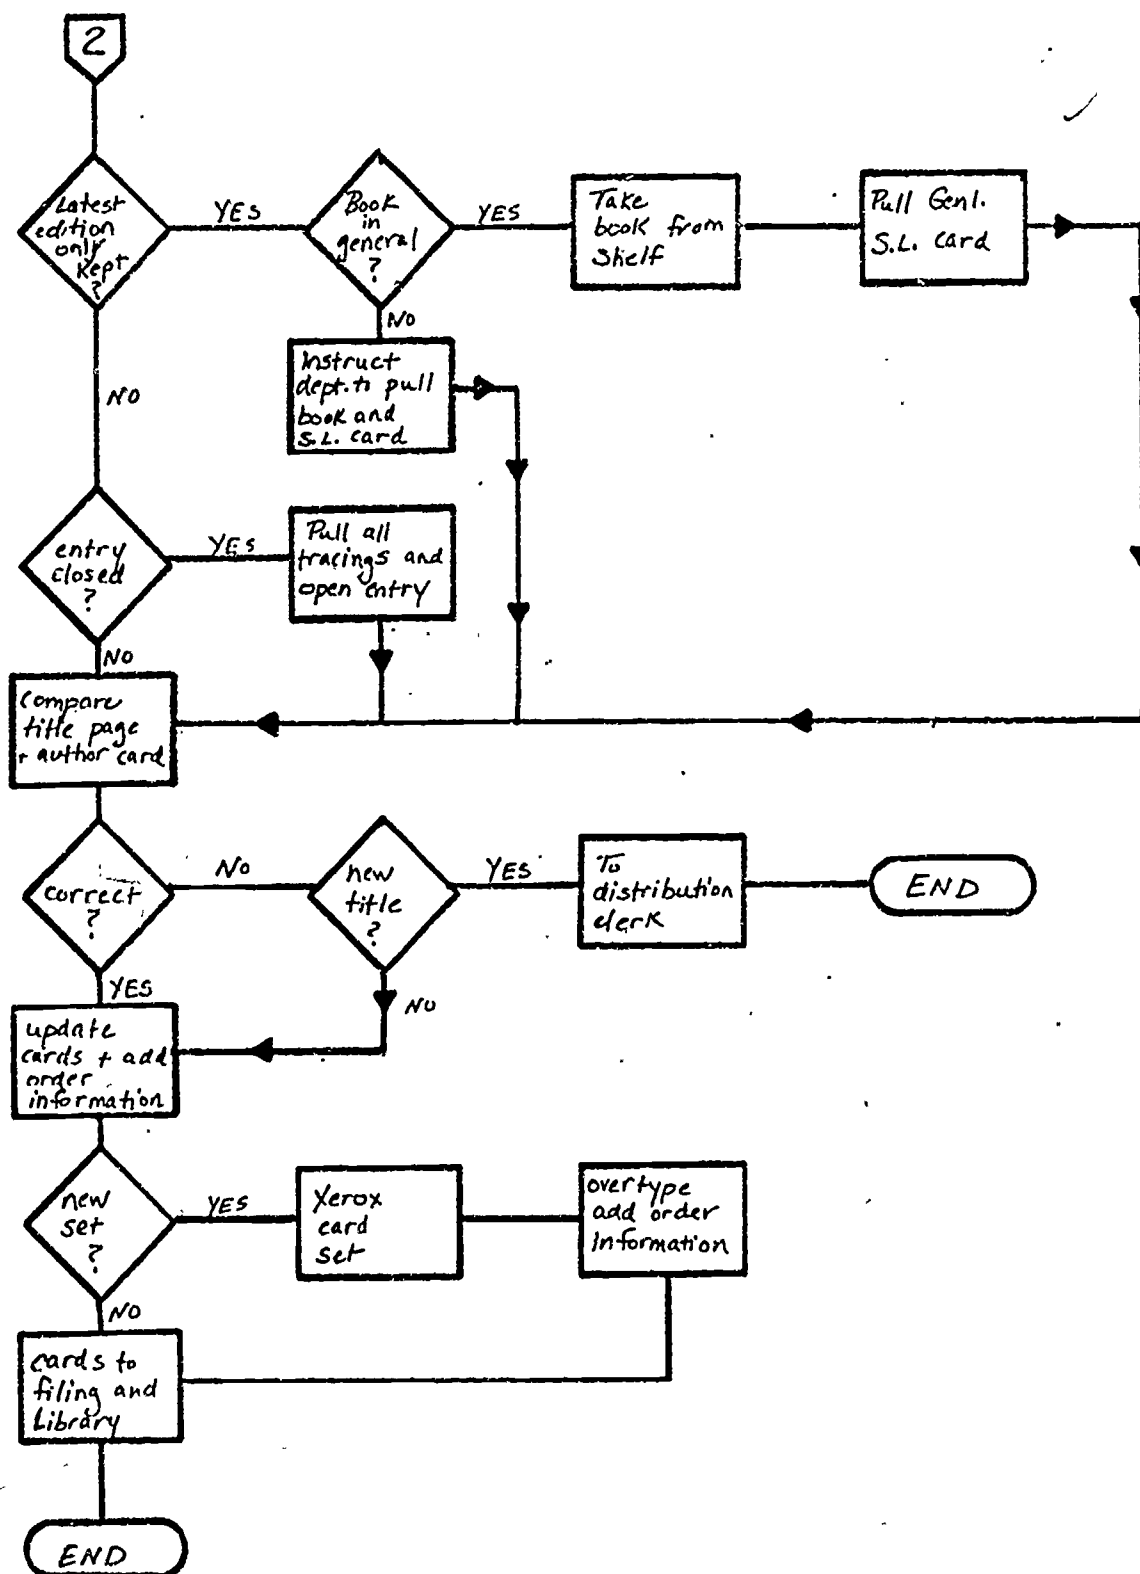 2
Latest
edition
only
kept
?
YES
Book
in
general
?
YES
Take
book from
shelf
Pull Genl.
S.L. card
NO
NO
Instruct
dept. to pull
book and
S.L. card
entry
closed
?
YES
Pull all
tracings and
open entry
NO
Compare
title page
+ author card
correct
?
NO
new
title
?
YES
To
distribution
clerk
END
YES
NO
update
cards + add
order
information
new
set
?
YES
Xerox
card
set
overtype
add order
information
NO
cards to
filing and
Library
END